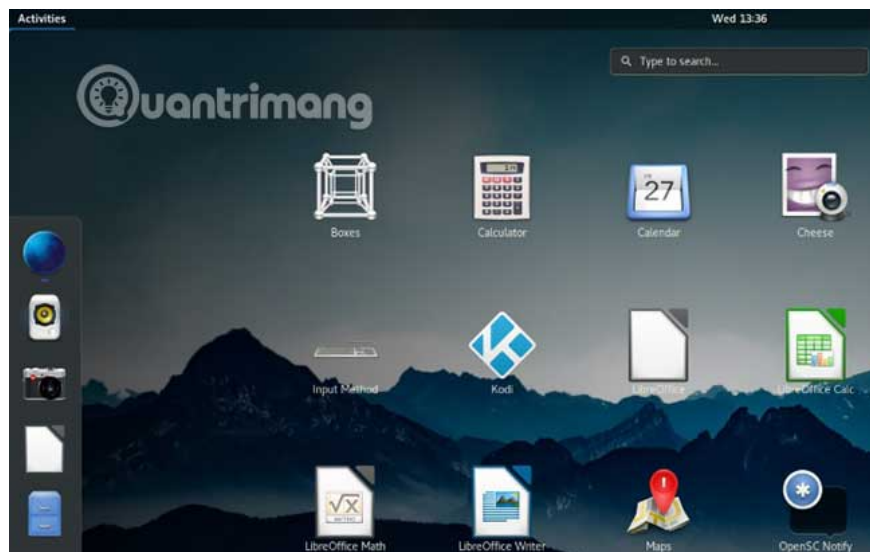 Activities
Wed 13:36
Type to search...
Quantrimang
Boxes
Calculator
27
Calendar
Cheese
Input Method
Kodi
LibreOffice
LibreOffice Calc
√x
LibreOffice Math
LibreOffice Writer
Maps
OpenSC Notify